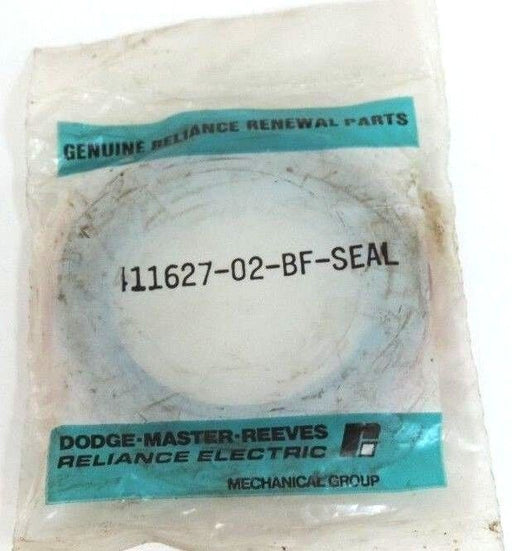 GENUINE RELIANCE RENEWAL PARTS
411627-02-BF-SEAL
DODGE·MASTER·REEVES
RELIANCE ELECTRIC
MECHANICAL GROUP